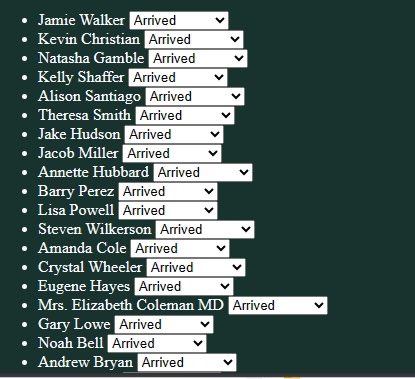 Jamie Walker Arrived
Kevin Christian Arrived
Natasha Gamble Arrived
Kelly Shaffer Arrived
Alison Santiago Arrived
Theresa Smith Arrived
Jake Hudson Arrived
Jacob Miller Arrived
Annette Hubbard Arrived
Barry Perez Arrived
Lisa Powell Arrived
Steven Wilkerson Arrived
Amanda Cole Arrived
Crystal Wheeler Arrived
Eugene Hayes Arrived
Mrs. Elizabeth Coleman MD Arrived
Gary Lowe Arrived
Noah Bell Arrived
Andrew Bryan Arrived